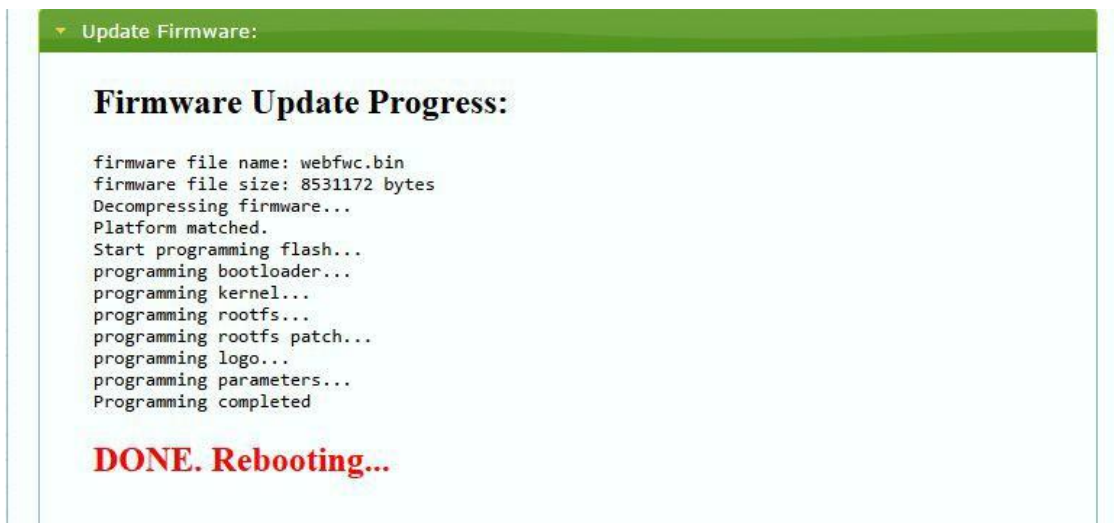 Update Firmware:
Firmware Update Progress:
firmware file name: webfwc.bin
firmware file size: 8531172 bytes
Decompressing firmware...
Platform matched.
Start programming flash...
programming bootloader...
programming kernel...
programming rootfs...
programming rootfs patch...
programming logo...
programming parameters...
Programming completed
DONE. Rebooting...